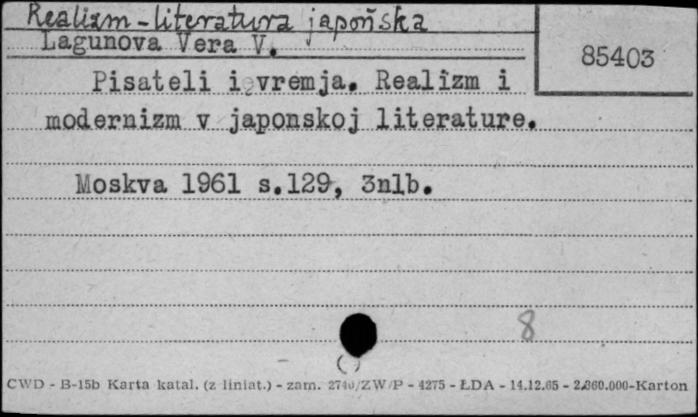 Realizm - literatura japońska
Lagunova Vera V.
85403
Pisateli i vremja. Realizm i
modernizm v japonskoj literature.
Moskva 1961 s.129, 3nlb.
8
CWD - B-15b Karta katal. (z liniat.) - zam. 2740/ZW/P - 4275 - ŁDA - 14.12.65 - 2.860.000-Karton